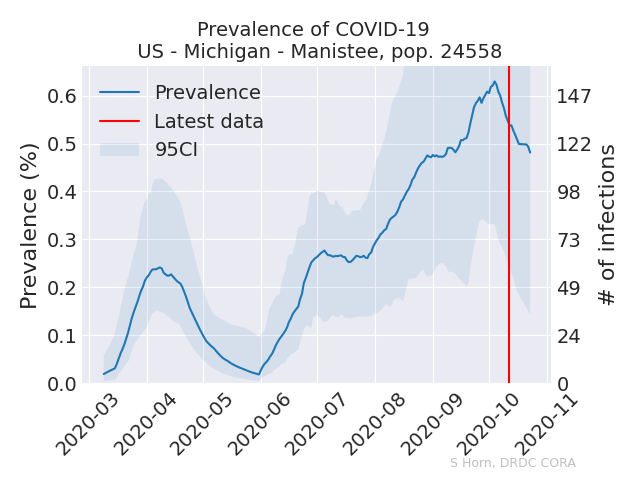 Prevalence of COVID-19
US - Michigan - Manistee, pop. 24558
Prevalence
Latest data
95CI
Prevalence (%)
0.6
0.5
0.4
0.3
0.2
0.1
0.0
147
122
98
73
49
24
0
# of infections
2020-03
2020-04
2020-05
2020-06
2020-07
2020-08
2020-09
2020-10
2020-11
S Horn, DRDC CORA